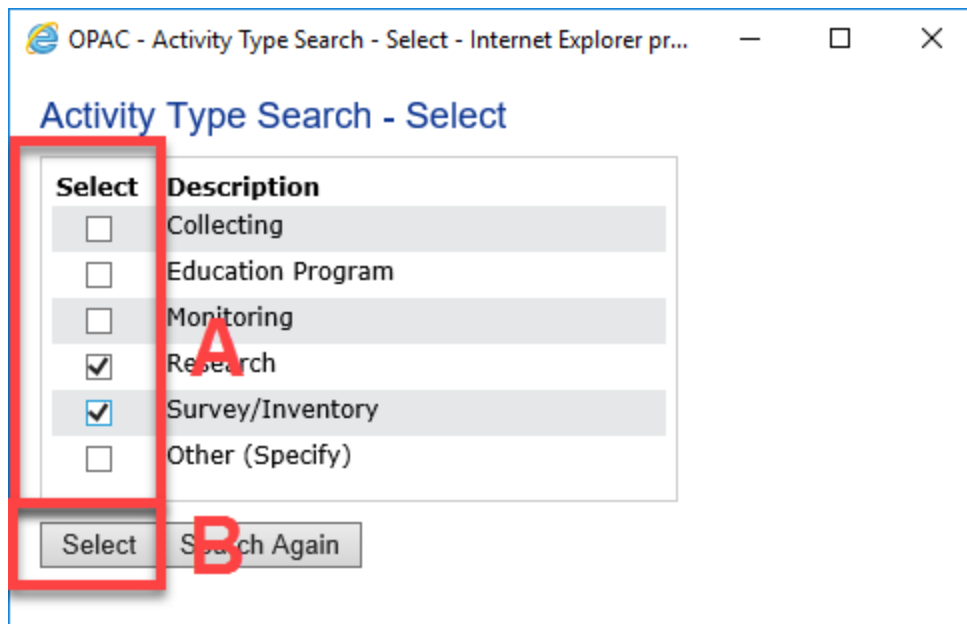 OPAC - Activity Type Search - Select - Internet Explorer pr...
Activity Type Search - Select
Select Description
Collecting
Education Program
Monitoring
A
Research
Survey/Inventory
Other (Specify)
Select Search Again
B